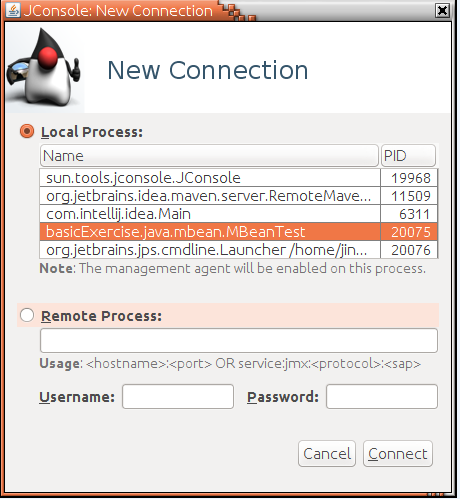 JConsole: New Connection
New Connection
Local Process:
Name PID
sun.tools.jconsole.JConsole 19968
org.jetbrains.idea.maven.server.RemoteMave... 11509
com.intellij.idea.Main 6311
basicExercise.java.mbean.MBeanTest 20075
org.jetbrains.jps.cmdline.Launcher /home/jin... 20076
Note: The management agent will be enabled on this process.
Remote Process:
Usage: <hostname>:<port> OR service:jmx:<protocol>:<sap>
Username: Password:
Cancel Connect